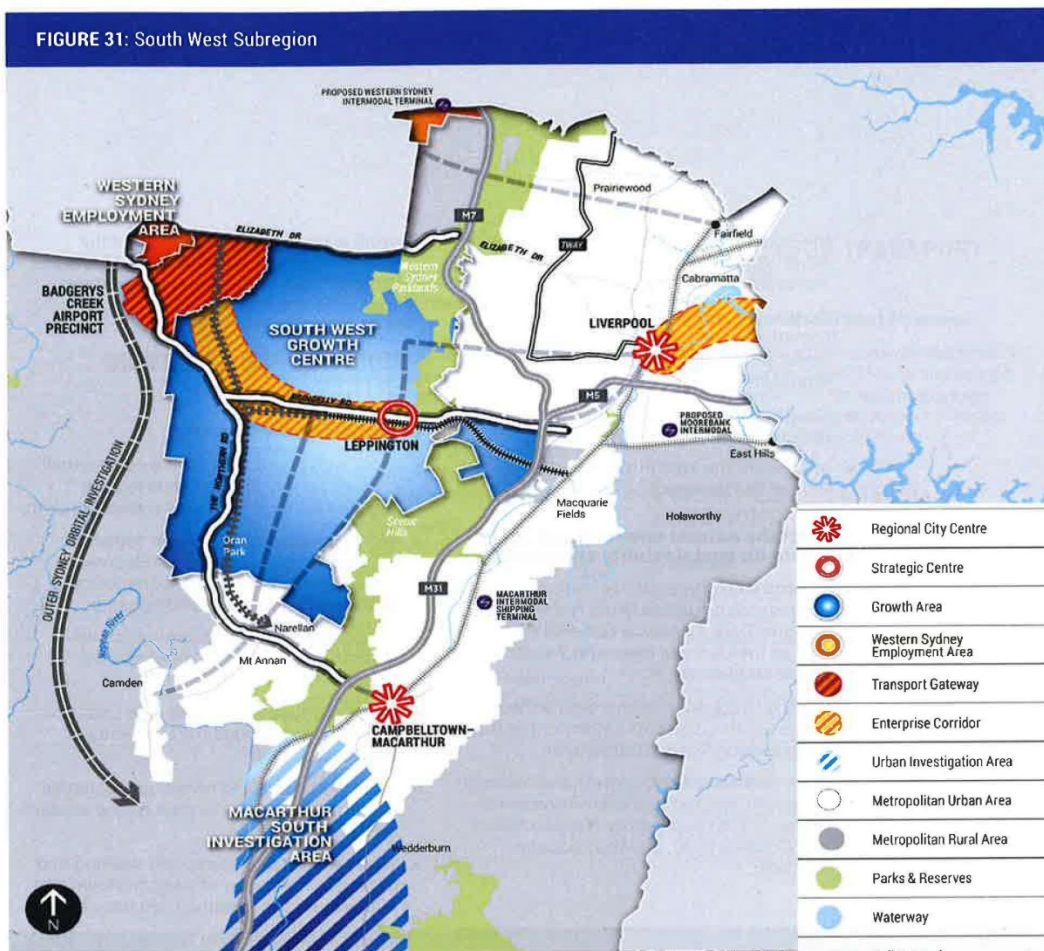 FIGURE 31: South West Subregion
PROPOSED WESTERN SYDNEY
INTERMODAL TERMINAL
WESTERN
SYDNEY
EMPLOYMENT
AREA
ELIZABETH DR
M7
ELIZABETH DR
TWAY
Prairiewood
Fairfield
Cabramatta
BADGERYS
CREEK
AIRPORT
PRECINCT
Western
Sydney
Parklands
SOUTH WEST
GROWTH
CENTRE
LIVERPOOL
BRINGELLY RD
LEPPINGTON
M5
PROPOSED
MOOREBANK
INTERMODAL
East Hills
THE NORTHERN RD
OUTER SYDNEY ORBITAL INVESTIGATION
Macquarie
Fields
Holsworthy
Scenic
Hills
Oran
Park
M31
MACARTHUR
INTERMODAL
SHIPPING
TERMINAL
Nepean River
Narellan
Mt Annan
Camden
CAMPBELLTOWN–
MACARTHUR
MACARTHUR
SOUTH
INVESTIGATION
AREA
Wedderburn
N
Regional City Centre
Strategic Centre
Growth Area
Western Sydney
Employment Area
Transport Gateway
Enterprise Corridor
Urban Investigation Area
Metropolitan Urban Area
Metropolitan Rural Area
Parks & Reserves
Waterway